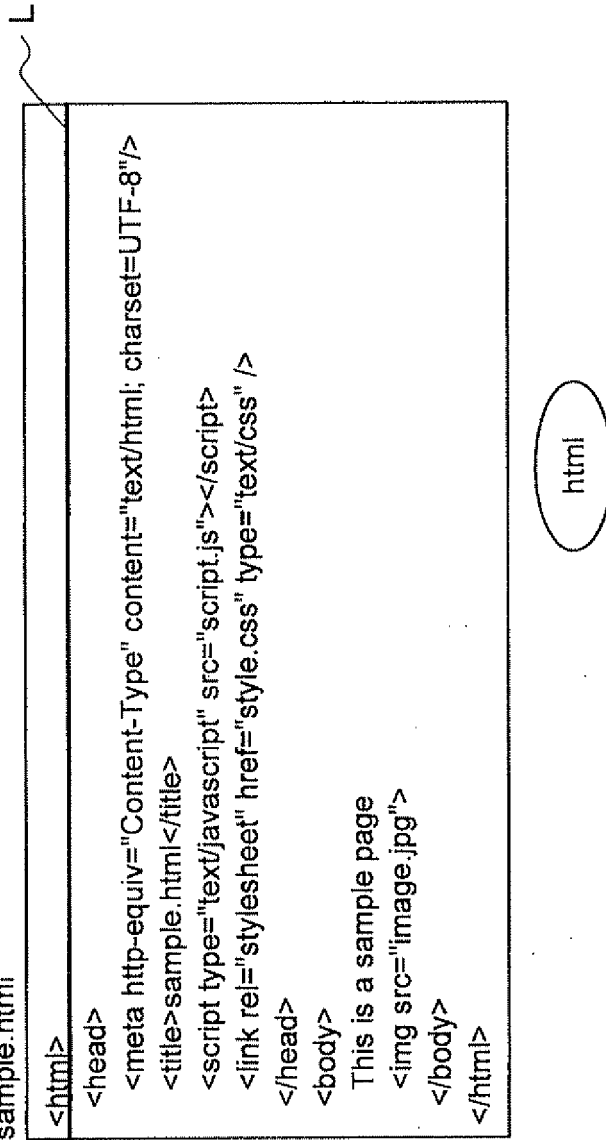 sample.html
<html>
<head>
<meta http-equiv="Content-Type" content="text/html; charset=UTF-8"/>
<title>sample.html</title>
<script type="text/javascript" src="script.js"></script>
<link rel="stylesheet" href="style.css" type="text/css" />
</head>
<body>
This is a sample page
<img src="image.jpg">
</body>
</html>
L
html